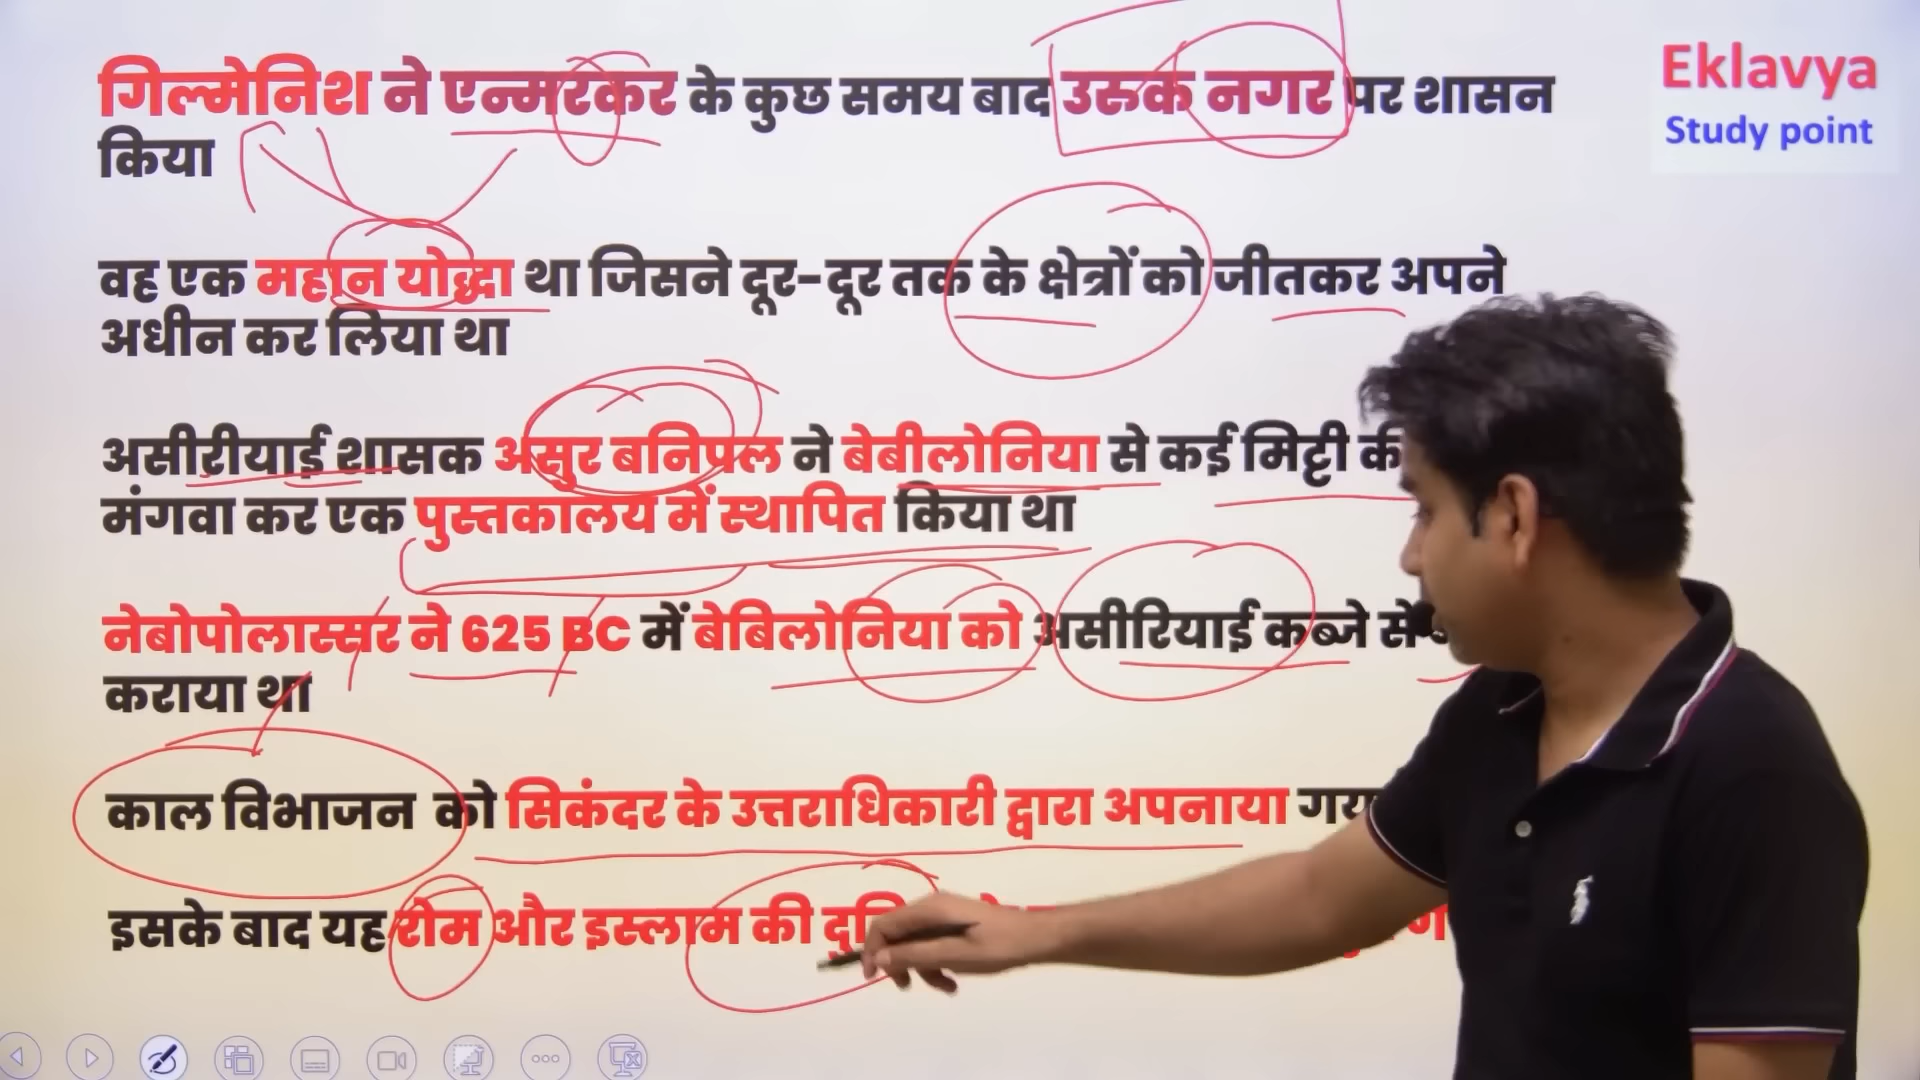 गिल्मेनिश ने एन्मरकर के कुछ समय बाद उरुक नगर पर शासन
किया
Eklavya
Study point
वह एक महान योद्धा था जिसने दूर-दूर तक के क्षेत्रों को जीतकर अपने
अधीन कर लिया था
असीरीयाई शासक असुर बनिपल ने बेबीलोनिया से कई मिट्टी
मंगवा कर एक पुस्तकालय में स्थापित किया था
नेबोपोलास्सर ने 625 BC में बेबिलोनिया को असीरियाई कब्जे से
कराया था
काल विभाजन को सिकंदर के उत्तराधिकारी द्वारा अपनाया
इसके बाद यह रोम और इस्लाम की